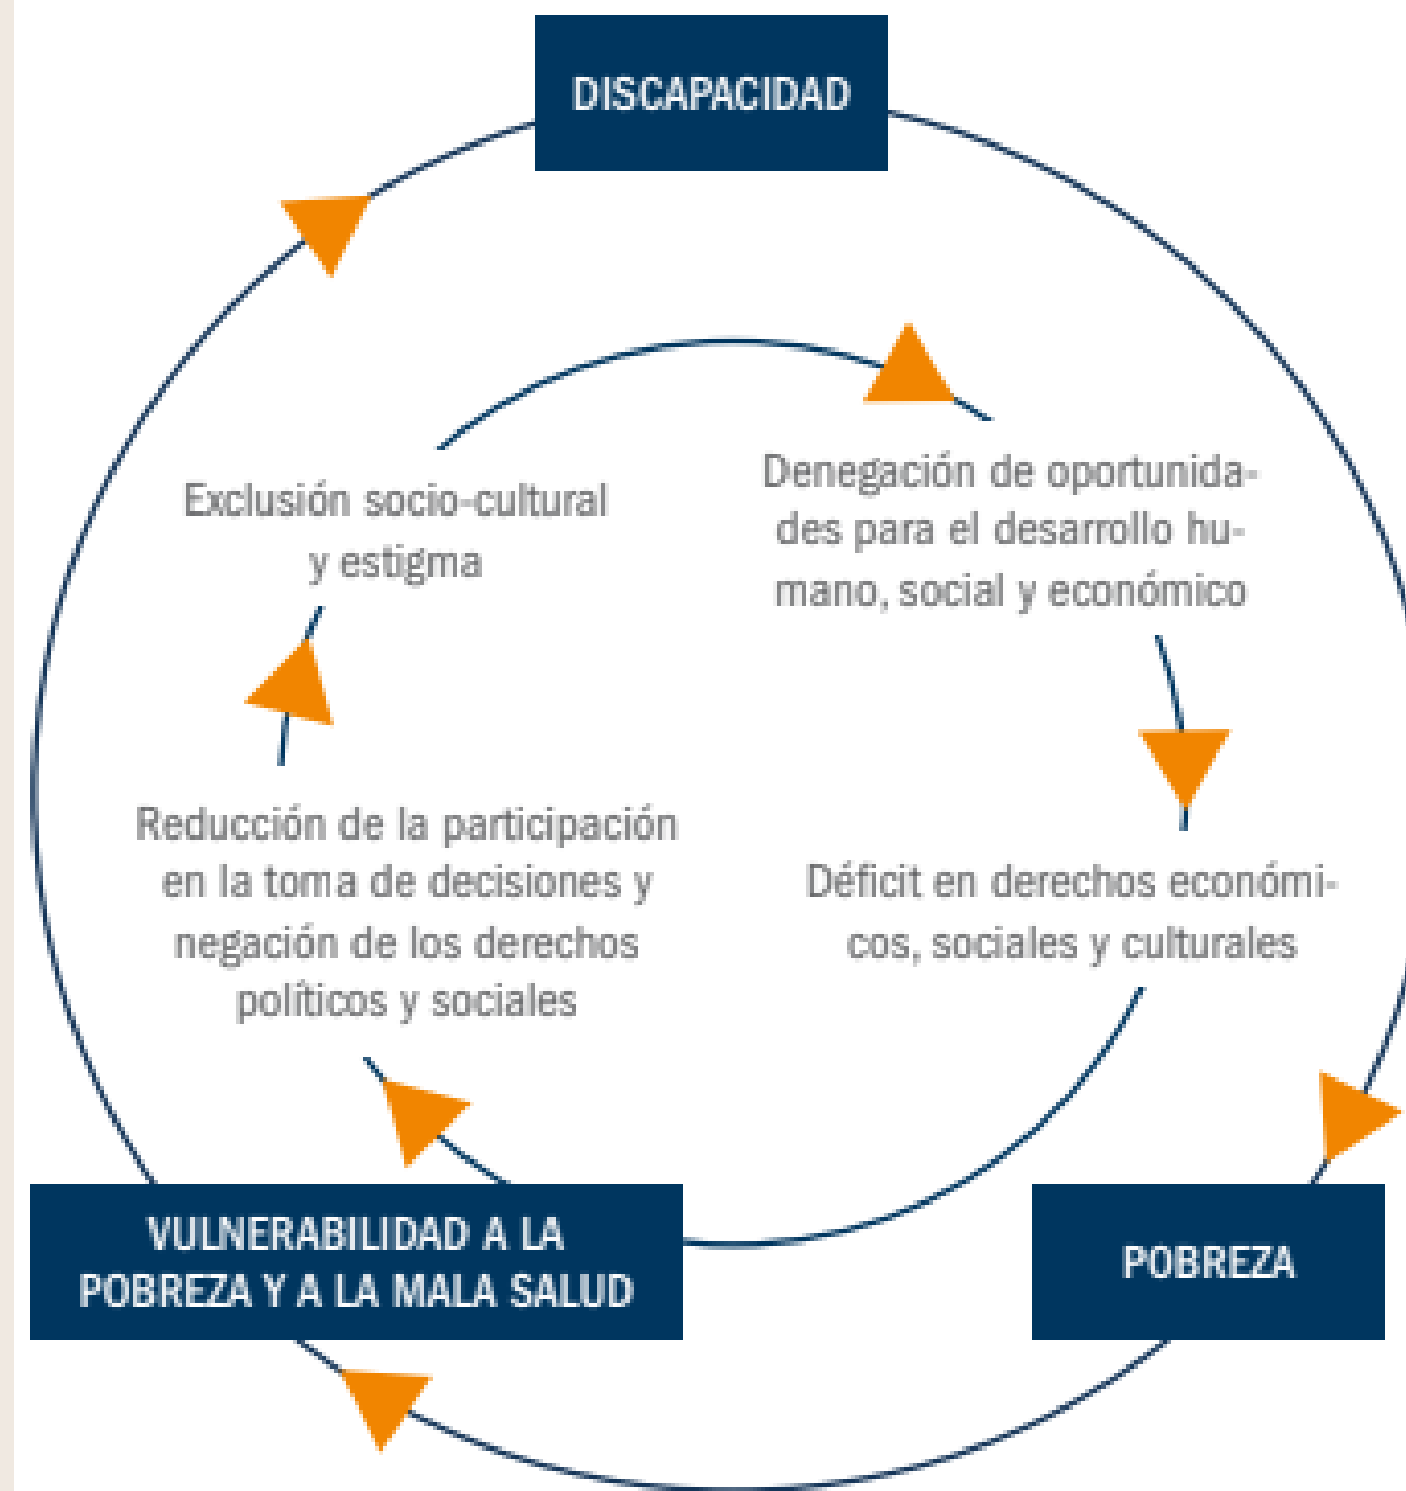 DISCAPACIDAD
Exclusión socio-cultural
y estigma
Denegación de oportunida-
des para el desarrollo hu-
mano, social y económico
Reducción de la participación
en la toma de decisiones y
negación de los derechos
políticos y sociales
Déficit en derechos económi-
cos, sociales y culturales
VULNERABILIDAD A LA
POBREZA Y A LA MALA SALUD
POBREZA